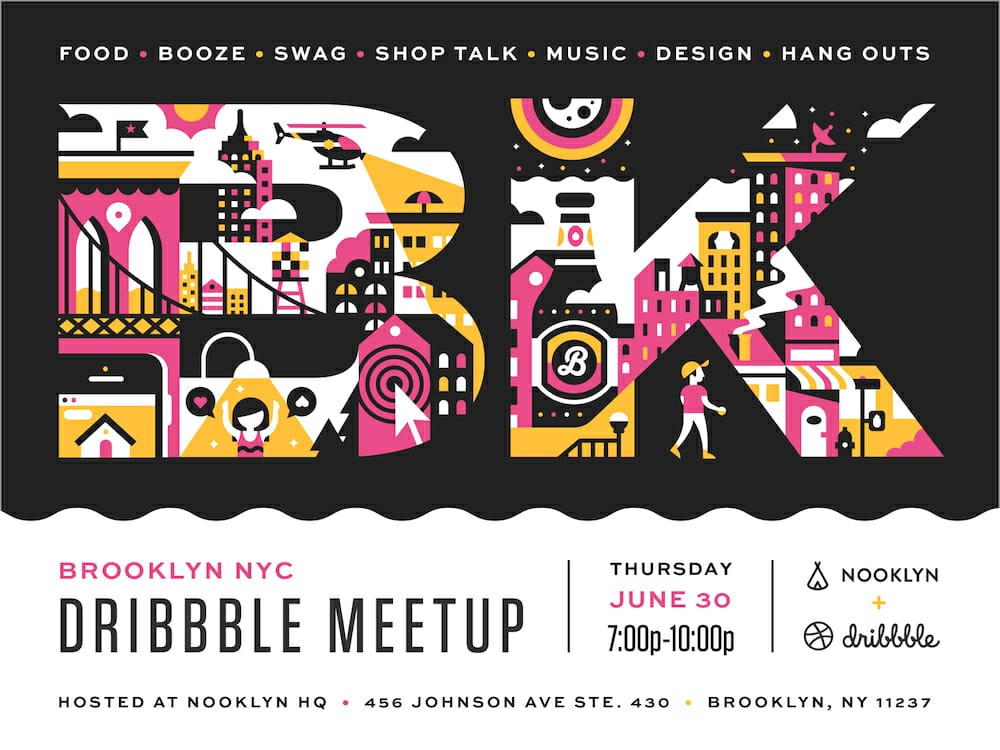 FOOD • BOOZE • SWAG • SHOP TALK • MUSIC • DESIGN • HANG OUTS
BK
B
BROOKLYN NYC
DRIBBBLE MEETUP
THURSDAY
JUNE 30
7:00p-10:00p
NOOKLYN
+
dribbble
HOSTED AT NOOKLYN HQ • 456 JOHNSON AVE STE. 430 • BROOKLYN, NY 11237